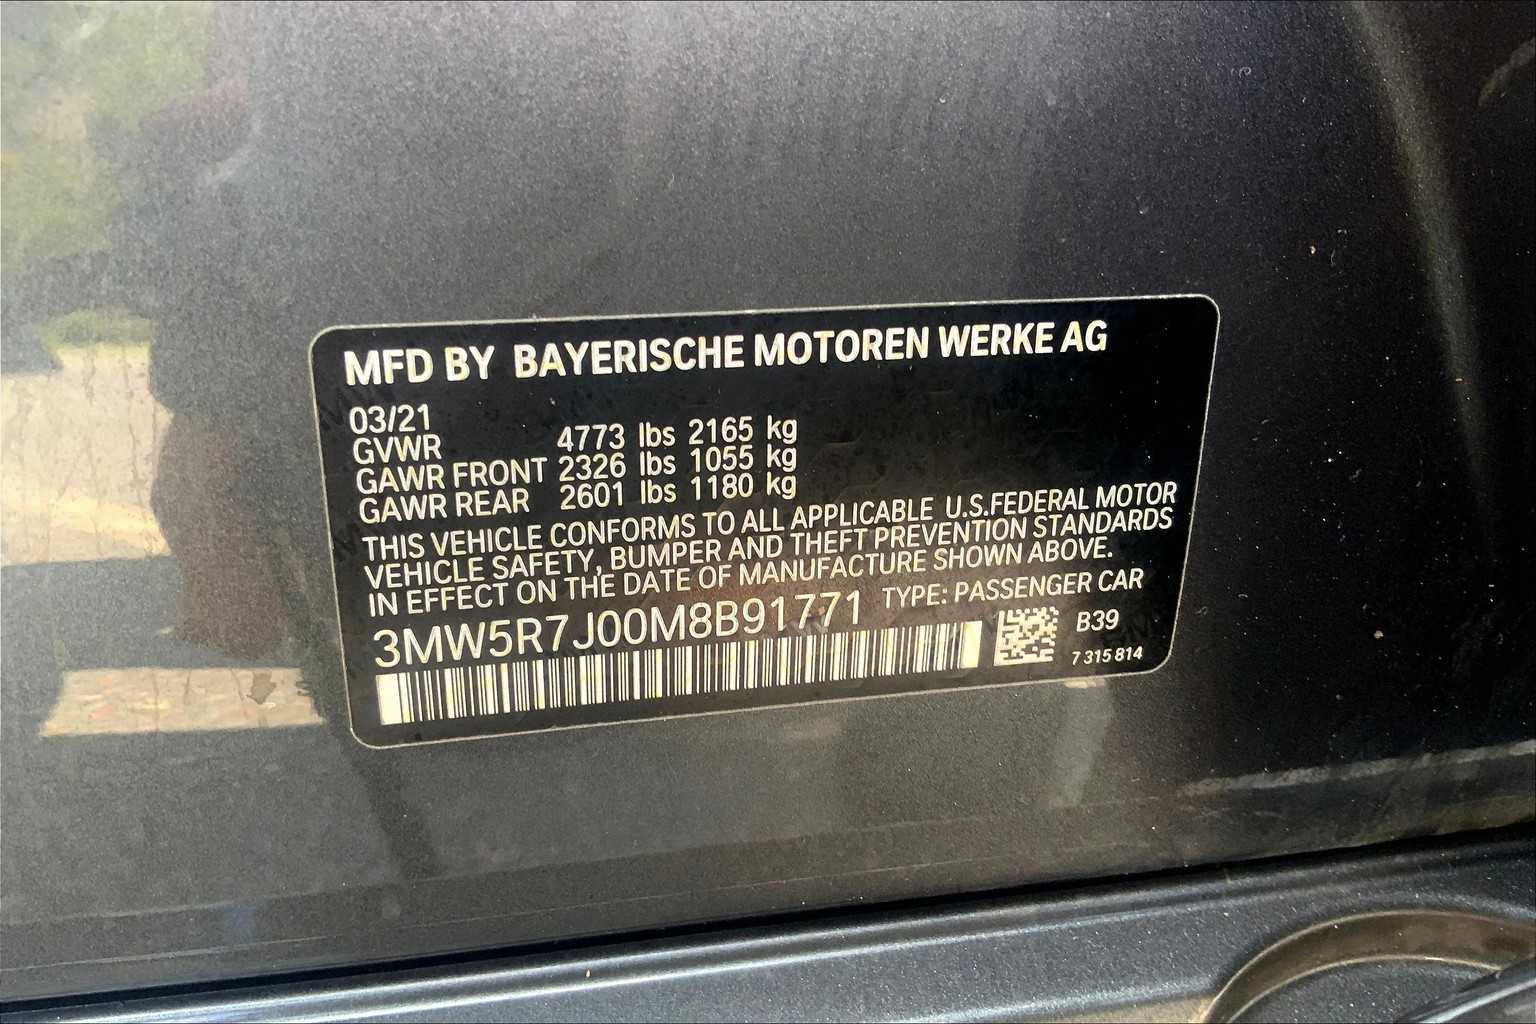 MFD BY BAYERISCHE MOTOREN WERKE AG
03/21
GVWR 4773 lbs 2165 kg
GAWR FRONT 2326 lbs 1055 kg
GAWR REAR 2601 lbs 1180 kg
THIS VEHICLE CONFORMS TO ALL APPLICABLE U.S.FEDERAL MOTOR
VEHICLE SAFETY, BUMPER AND THEFT PREVENTION STANDARDS
IN EFFECT ON THE DATE OF MANUFACTURE SHOWN ABOVE.
3MW5R7J00M8B91771 TYPE: PASSENGER CAR
B39
7 315 814